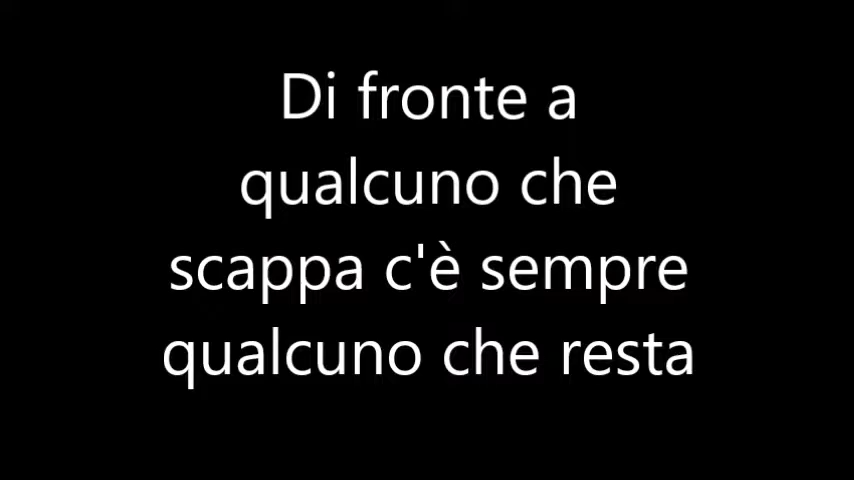 Di fronte a
qualcuno che
scappa c'è sempre
qualcuno che resta